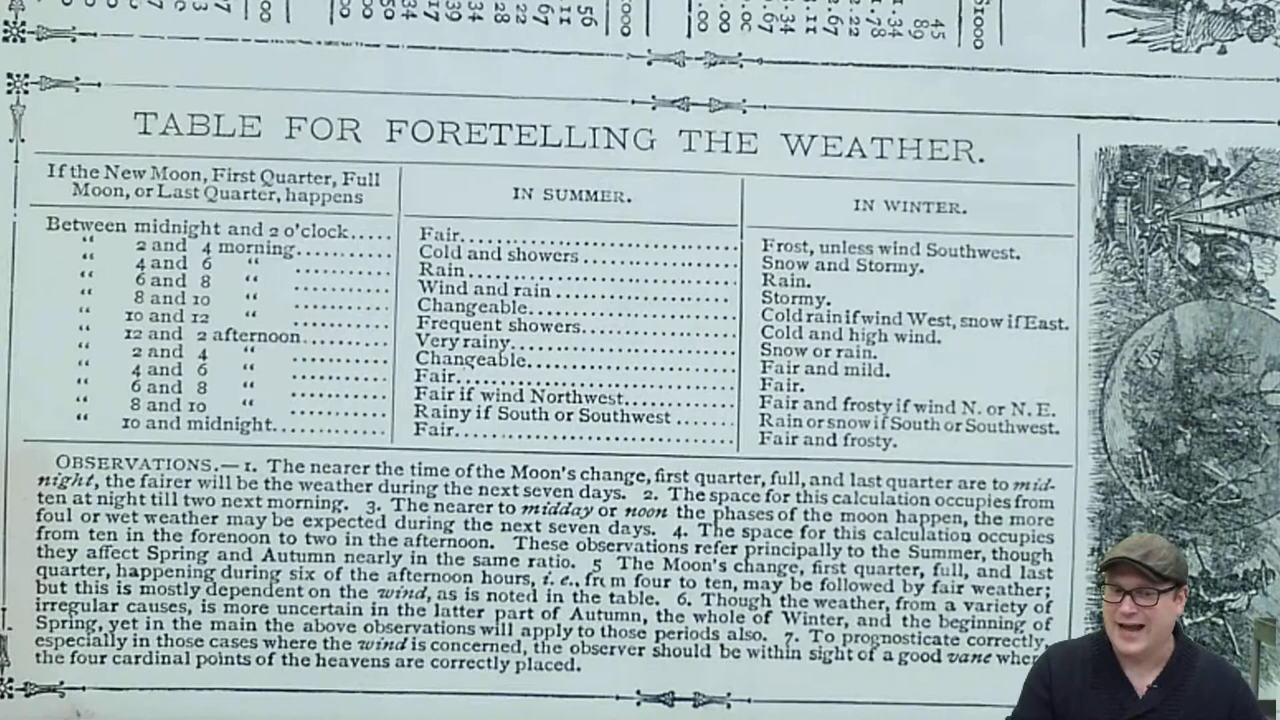 TABLE FOR FORETELLING THE WEATHER.
If the New Moon, First Quarter, Full
Moon, or Last Quarter, happens
IN SUMMER.
IN WINTER.
Between midnight and 2 o'clock..... Fair............................ Frost, unless wind Southwest.
“ 2 and 4 morning........... Cold and showers................ Snow and Stormy.
“ 4 and 6 “ ........... Rain............................ Rain.
“ 6 and 8 “ ........... Wind and rain................... Stormy.
“ 8 and 10 “ ........... Changeable...................... Cold rain if wind West, snow if East.
“ 10 and 12 “ ........... Frequent showers................ Cold and high wind.
“ 12 and 2 afternoon.......... Very rainy...................... Snow or rain.
“ 2 and 4 “ ........... Changeable...................... Fair and mild.
“ 4 and 6 “ ........... Fair............................ Fair.
“ 6 and 8 “ ........... Fair if wind Northwest.......... Fair and frosty if wind N. or N. E.
“ 8 and 10 “ ........... Rainy if South or Southwest....... Rain or snow if South or Southwest.
“ 10 and midnight............. Fair............................ Fair and frosty.
OBSERVATIONS.—1. The nearer the time of the Moon's change, first quarter, full, and last quarter are to mid-
night, the fairer will be the weather during the next seven days. 2. The space for this calculation occupies from
ten at night till two next morning. 3. The nearer to midday or noon the phases of the moon happen, the more
foul or wet weather may be expected during the next seven days. 4. The space for this calculation occupies
from ten in the forenoon to two in the afternoon. These observations refer principally to the Summer, though
they affect Spring and Autumn nearly in the same ratio. 5 The Moon's change, first quarter, full, and last
quarter, happening during six of the afternoon hours, i. e., from four to ten, may be followed by fair weather;
but this is mostly dependent on the wind, as is noted in the table. 6. Though the weather, from a variety of
irregular causes, is more uncertain in the latter part of Autumn, the whole of Winter, and the beginning of
Spring, yet in the main the above observations will apply to those periods also. 7. To prognosticate correctly,
especially in those cases where the wind is concerned, the observer should be within sight of a good vane
the four cardinal points of the heavens are correctly placed.